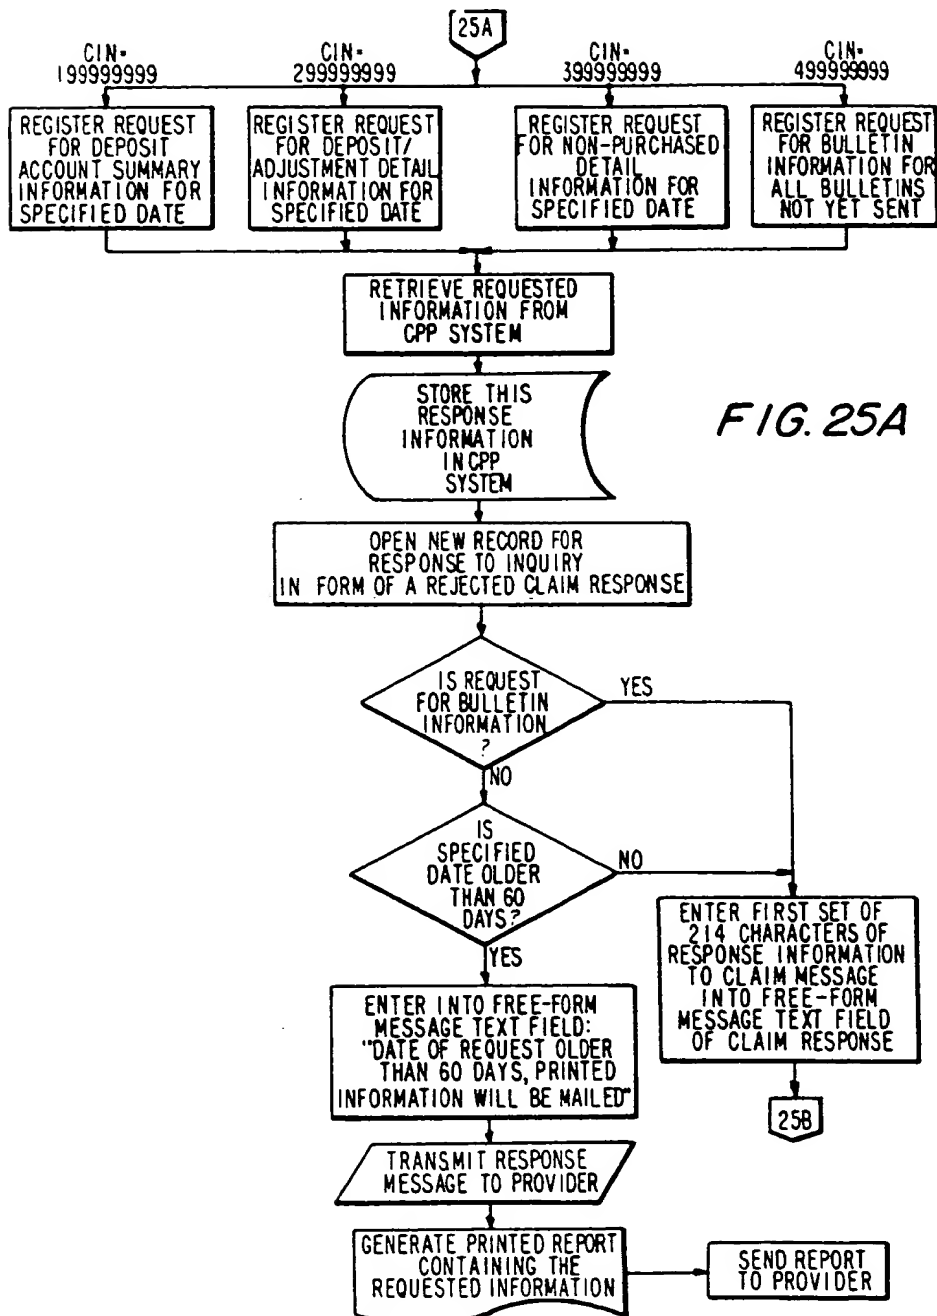 25A
CIN=
199999999
CIN=
299999999
CIN=
399999999
CIN=
499999999
REGISTER REQUEST
FOR DEPOSIT
ACCOUNT SUMMARY
INFORMATION FOR
SPECIFIED DATE
REGISTER REQUEST
FOR DEPOSIT/
ADJUSTMENT DETAIL
INFORMATION FOR
SPECIFIED DATE
REGISTER REQUEST
FOR NON-PURCHASED
DETAIL
INFORMATION FOR
SPECIFIED DATE
REGISTER REQUEST
FOR BULLETIN
INFORMATION FOR
ALL BULLETINS
NOT YET SENT
RETRIEVE REQUESTED
INFORMATION FROM
CPP SYSTEM
STORE THIS
RESPONSE
INFORMATION
IN CPP
SYSTEM
FIG. 25A
OPEN NEW RECORD FOR
RESPONSE TO INQUIRY
IN FORM OF A REJECTED CLAIM RESPONSE
IS REQUEST
FOR BULLETIN
INFORMATION
?
YES
NO
IS
SPECIFIED
DATE OLDER
THAN 60
DAYS?
NO
YES
ENTER FIRST SET OF
214 CHARACTERS OF
RESPONSE INFORMATION
TO CLAIM MESSAGE
INTO FREE-FORM
MESSAGE TEXT FIELD
OF CLAIM RESPONSE
25B
ENTER INTO FREE-FORM
MESSAGE TEXT FIELD:
"DATE OF REQUEST OLDER
THAN 60 DAYS, PRINTED
INFORMATION WILL BE MAILED"
TRANSMIT RESPONSE
MESSAGE TO PROVIDER
GENERATE PRINTED REPORT
CONTAINING THE
REQUESTED INFORMATION
SEND REPORT
TO PROVIDER